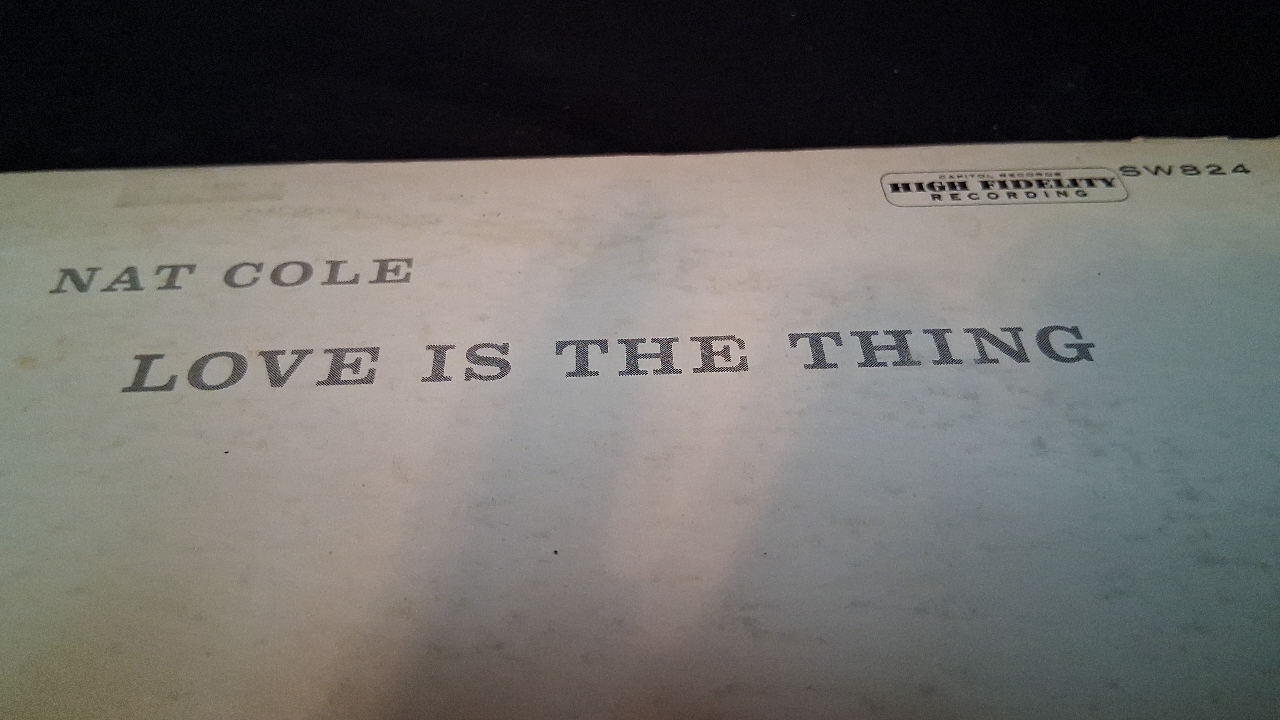 CAPITOL RECORDS
HIGH FIDELITY
RECORDING
SW824
NAT COLE
LOVE IS THE THING